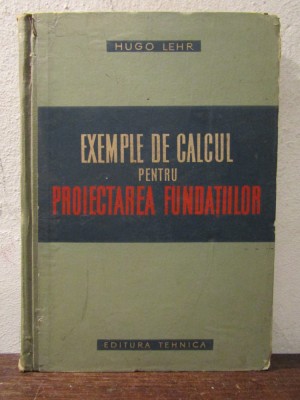 HUGO LEHR
EXEMPLE DE CALCUL
PENTRU
PROIECTAREA FUNDAȚIILOR
EDITURA TEHNICA